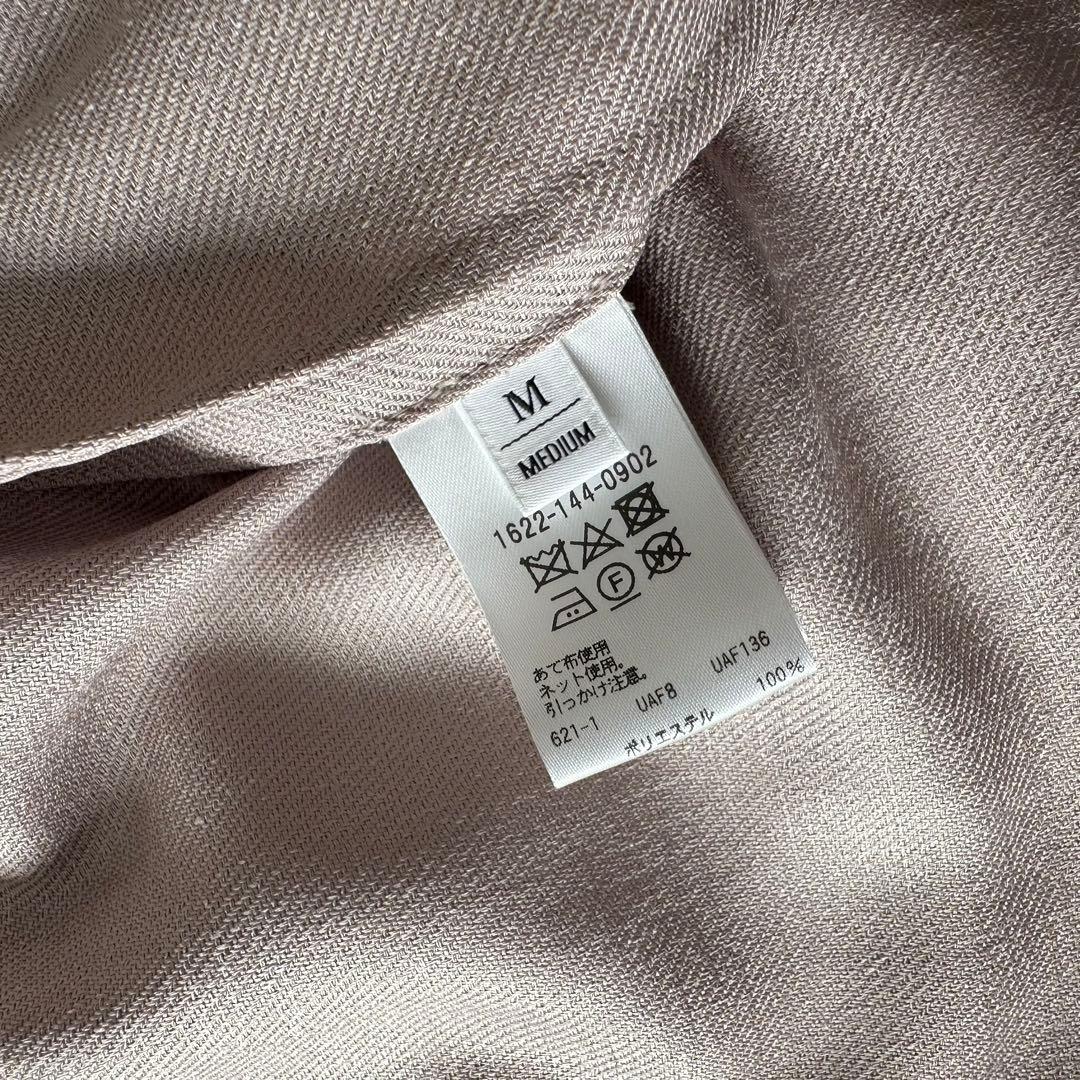 M
MEDIUM
1622-144-0902
F
W
あて布使用
ネット使用。
引つかけ注意。
621-1 UAF8 UAF136
ポリエステル 100%